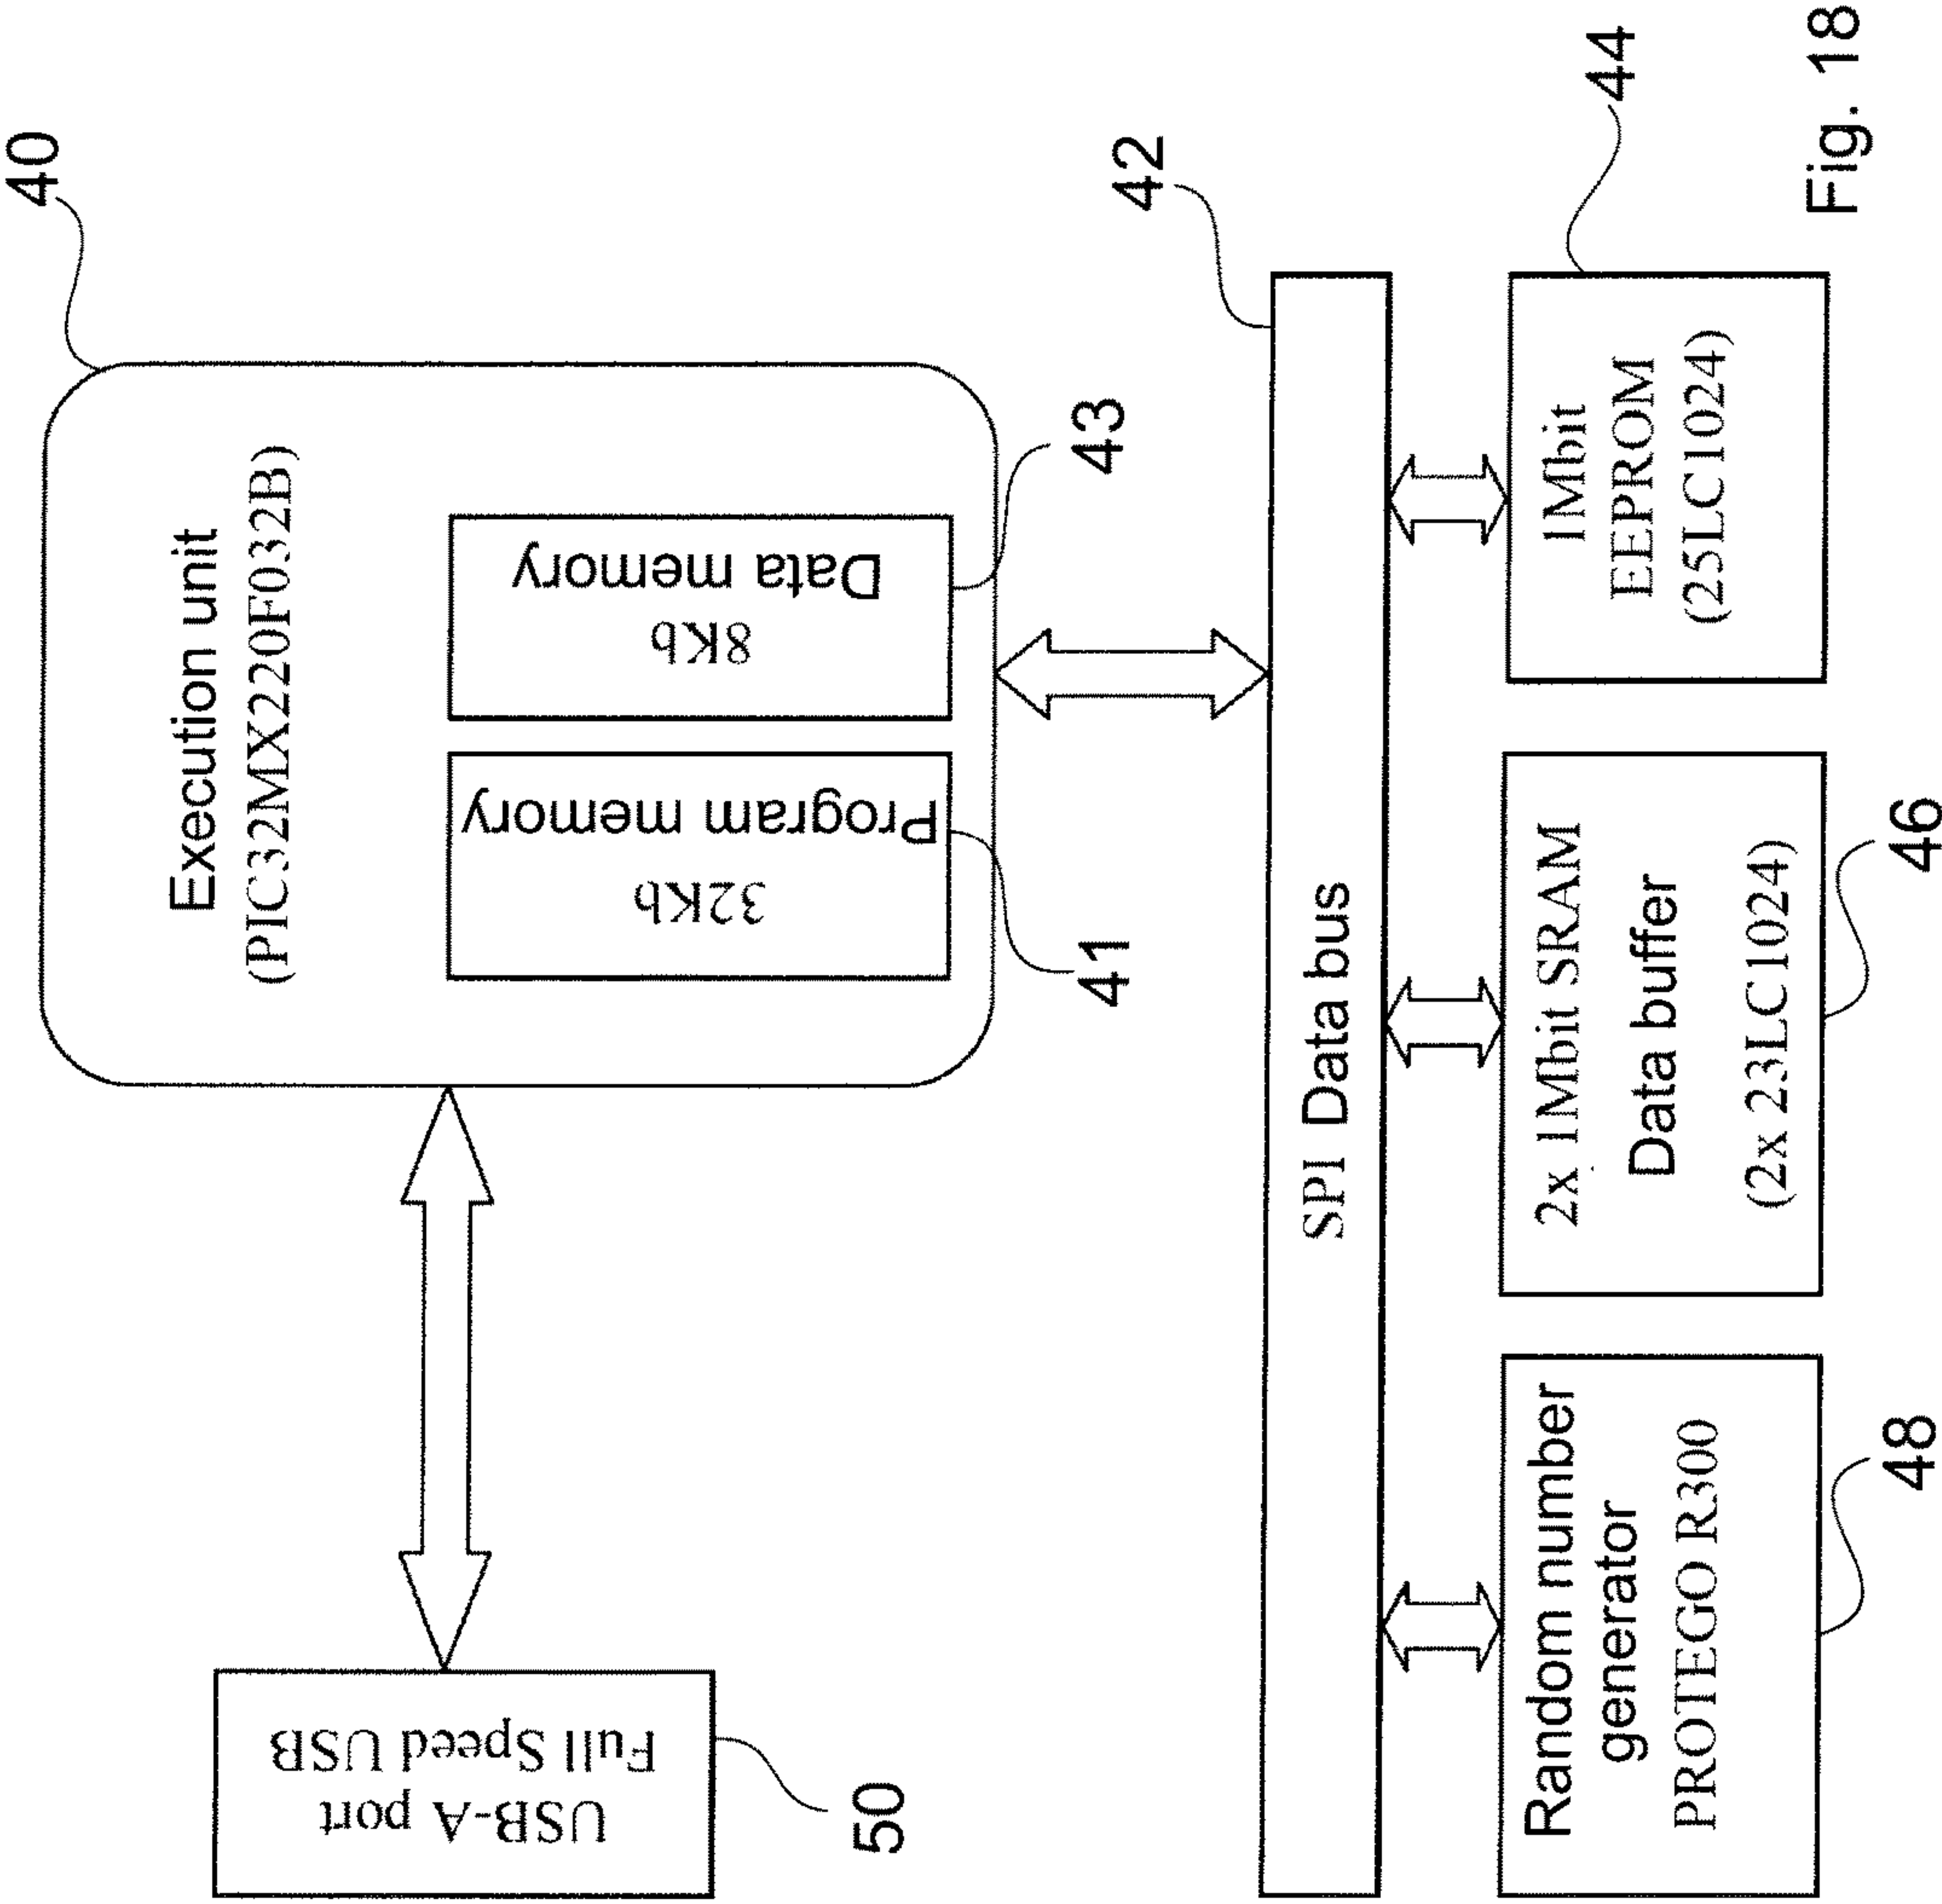 40
Execution unit
(PIC32MX220F032B)
32Kb
Program memory
8Kb
Data memory
41
43
USB-A port
Full Speed USB
50
42
SPI Data bus
Random number
generator
PROTEGO R300
48
2x 1Mbit SRAM
Data buffer
(2x 23LC1024)
46
1Mbit
EEPROM
(25LC1024)
44
Fig. 18